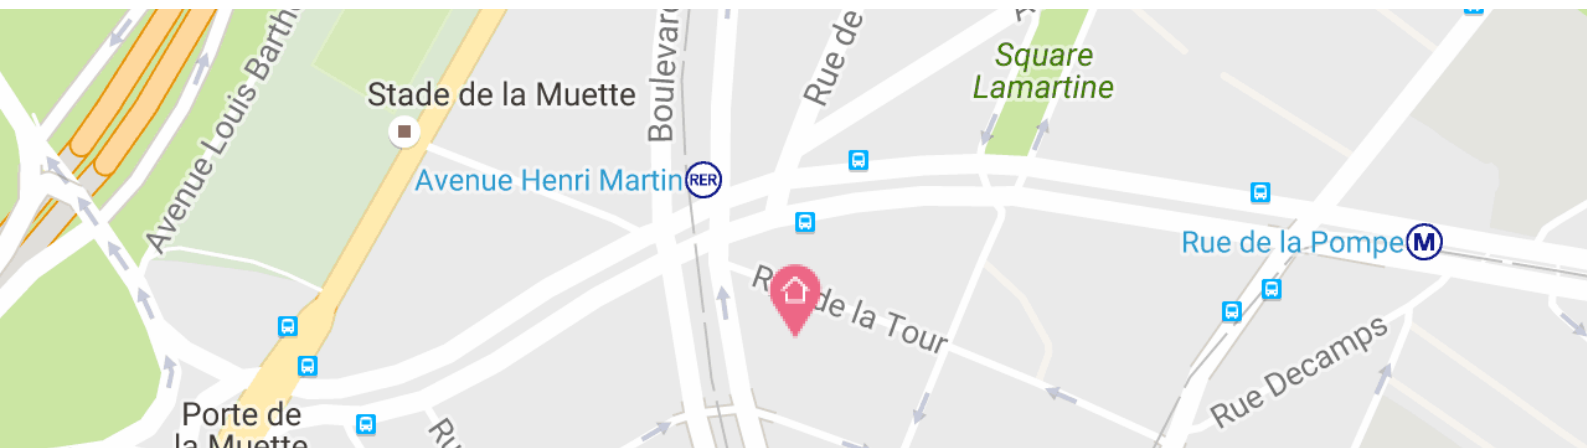 Avenue Louis Barth
Stade de la Muette
Boulevar
Rue de
Square
Lamartine
Avenue Henri Martin
RER
Rue de la Pompe
M
de la Tour
Rue Decamps
Porte de
la Muette